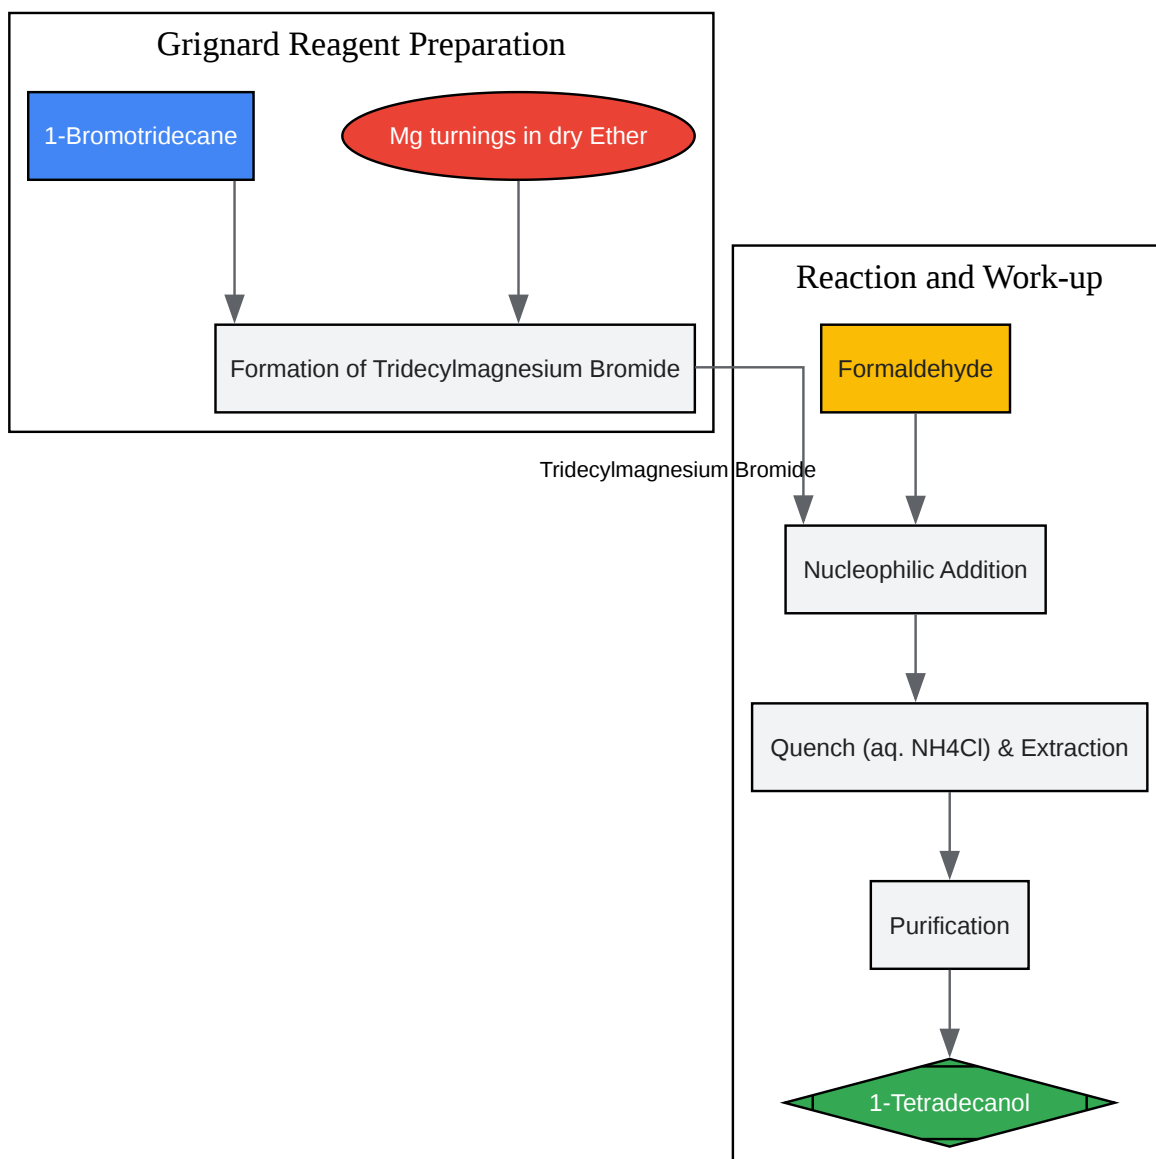 Grignard Reagent Preparation
1-Bromotridecane
Mg turnings in dry Ether
Formation of Tridecylmagnesium Bromide
Tridecylmagnesium Bromide
Reaction and Work-up
Formaldehyde
Nucleophilic Addition
Quench (aq. NH4Cl) & Extraction
Purification
1-Tetradecanol